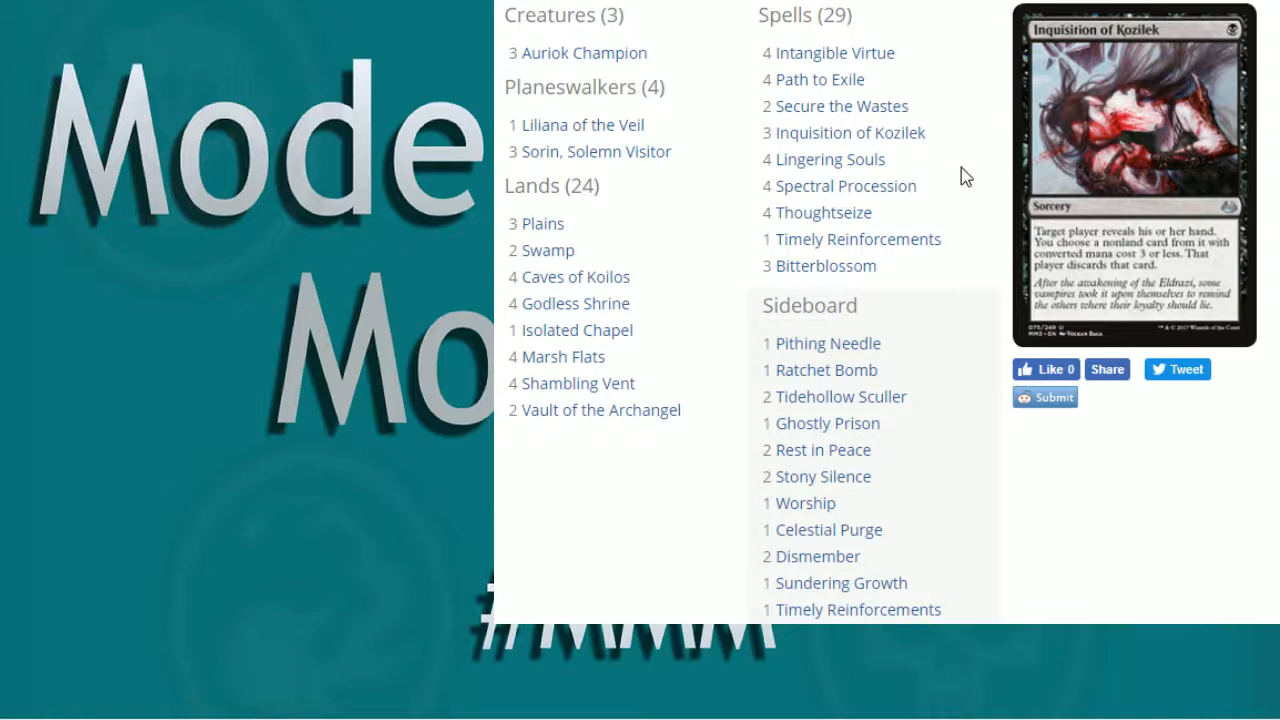 Mode
Mo
#MMM
Creatures (3)
3 Auriok Champion
Planeswalkers (4)
1 Liliana of the Veil
3 Sorin, Solemn Visitor
Lands (24)
3 Plains
2 Swamp
4 Caves of Koilos
4 Godless Shrine
1 Isolated Chapel
4 Marsh Flats
4 Shambling Vent
2 Vault of the Archangel
Spells (29)
4 Intangible Virtue
4 Path to Exile
2 Secure the Wastes
3 Inquisition of Kozilek
4 Lingering Souls
4 Spectral Procession
4 Thoughtseize
1 Timely Reinforcements
3 Bitterblossom
Sideboard
1 Pithing Needle
1 Ratchet Bomb
2 Tidehollow Sculler
1 Ghostly Prison
2 Rest in Peace
2 Stony Silence
1 Worship
1 Celestial Purge
2 Dismember
1 Sundering Growth
1 Timely Reinforcements
Inquisition of Kozilek
Sorcery
Target player reveals his or her hand.
You choose a nonland card from it with
converted mana cost 3 or less. That
player discards that card.
After the awakening of the Eldrazi, some
vampires took it upon themselves to remind
the others where their loyalty should lie.
Like 0
Share
Tweet
Submit